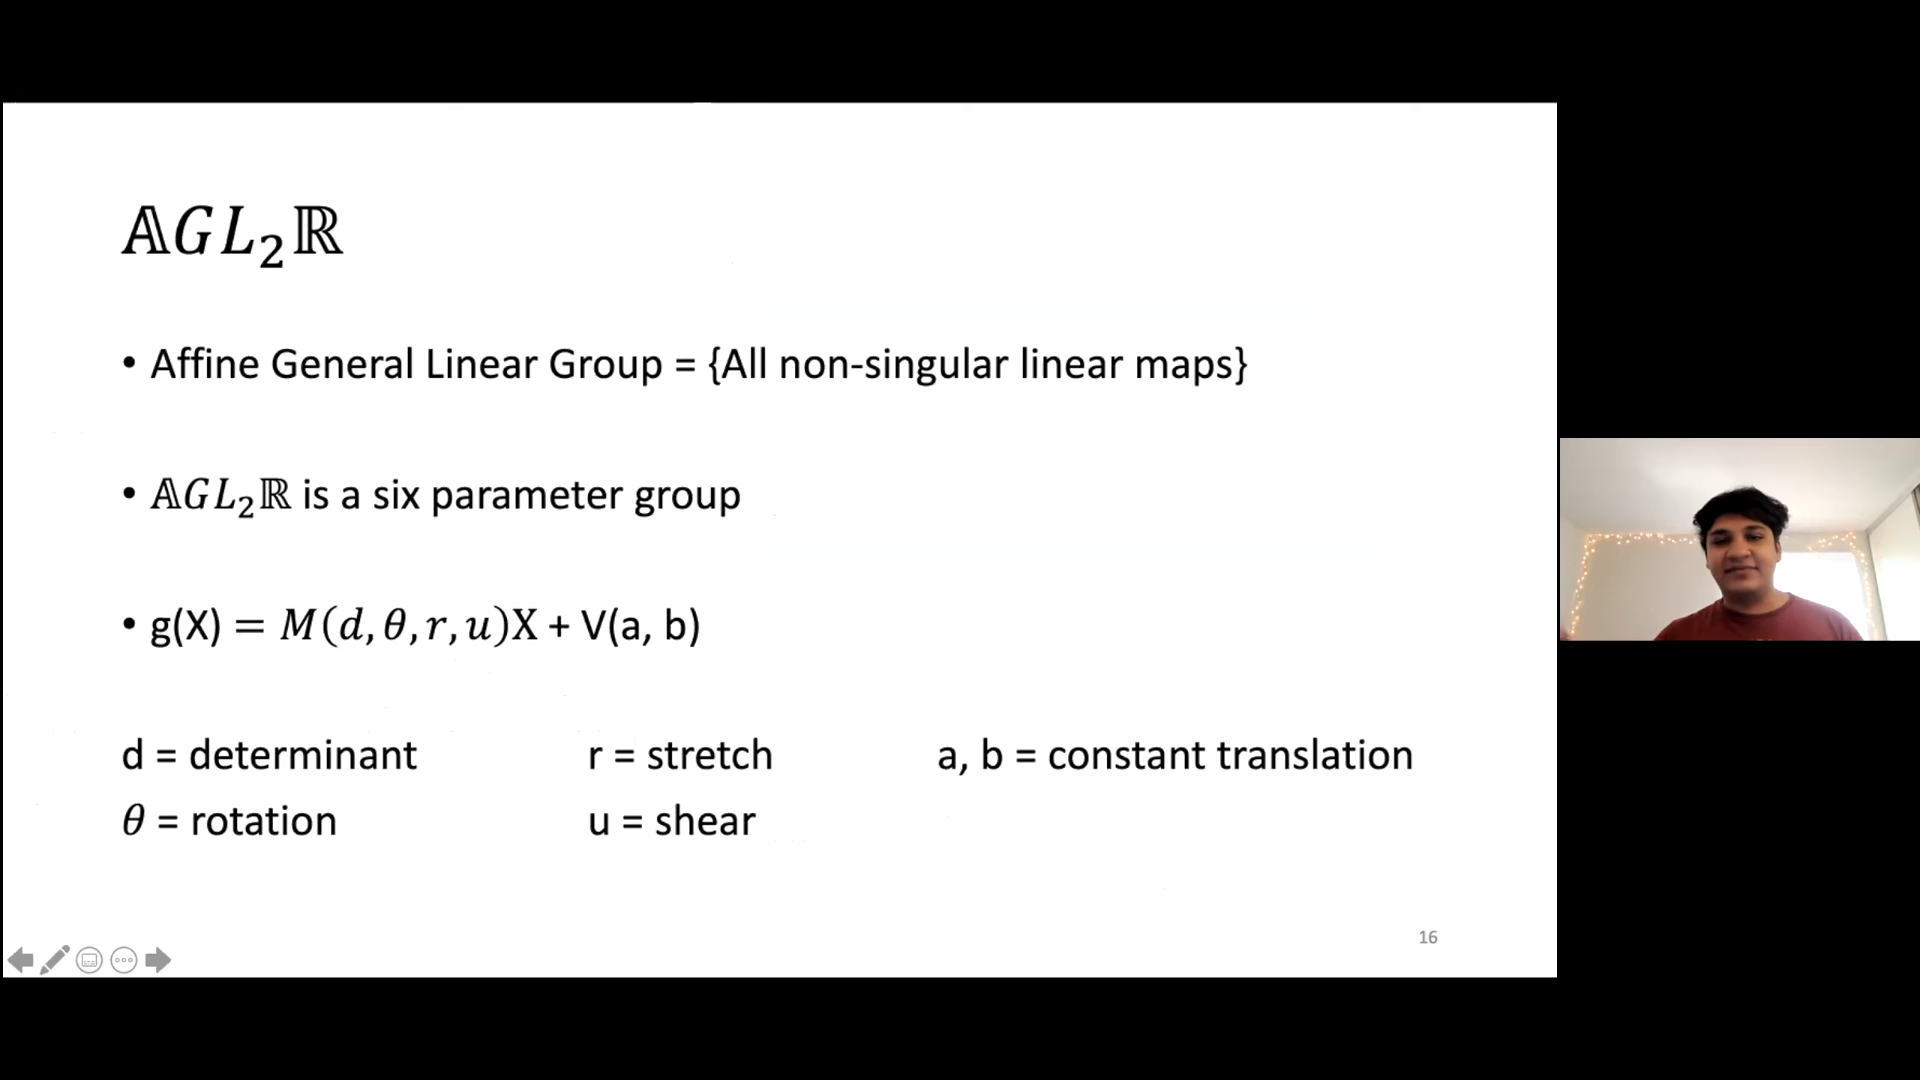 𝔸GL₂ℝ
• Affine General Linear Group = {All non-singular linear maps}
• 𝔸GL₂ℝ is a six parameter group
• g(X) = M(d, θ, r, u)X + V(a, b)
d = determinant r = stretch a, b = constant translation
θ = rotation u = shear
16